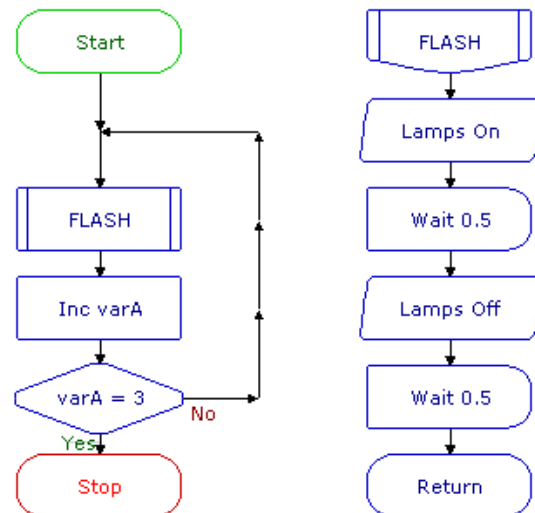 Start
FLASH
Inc varA
varA = 3
No
Yes
Stop
FLASH
Lamps On
Wait 0.5
Lamps Off
Wait 0.5
Return